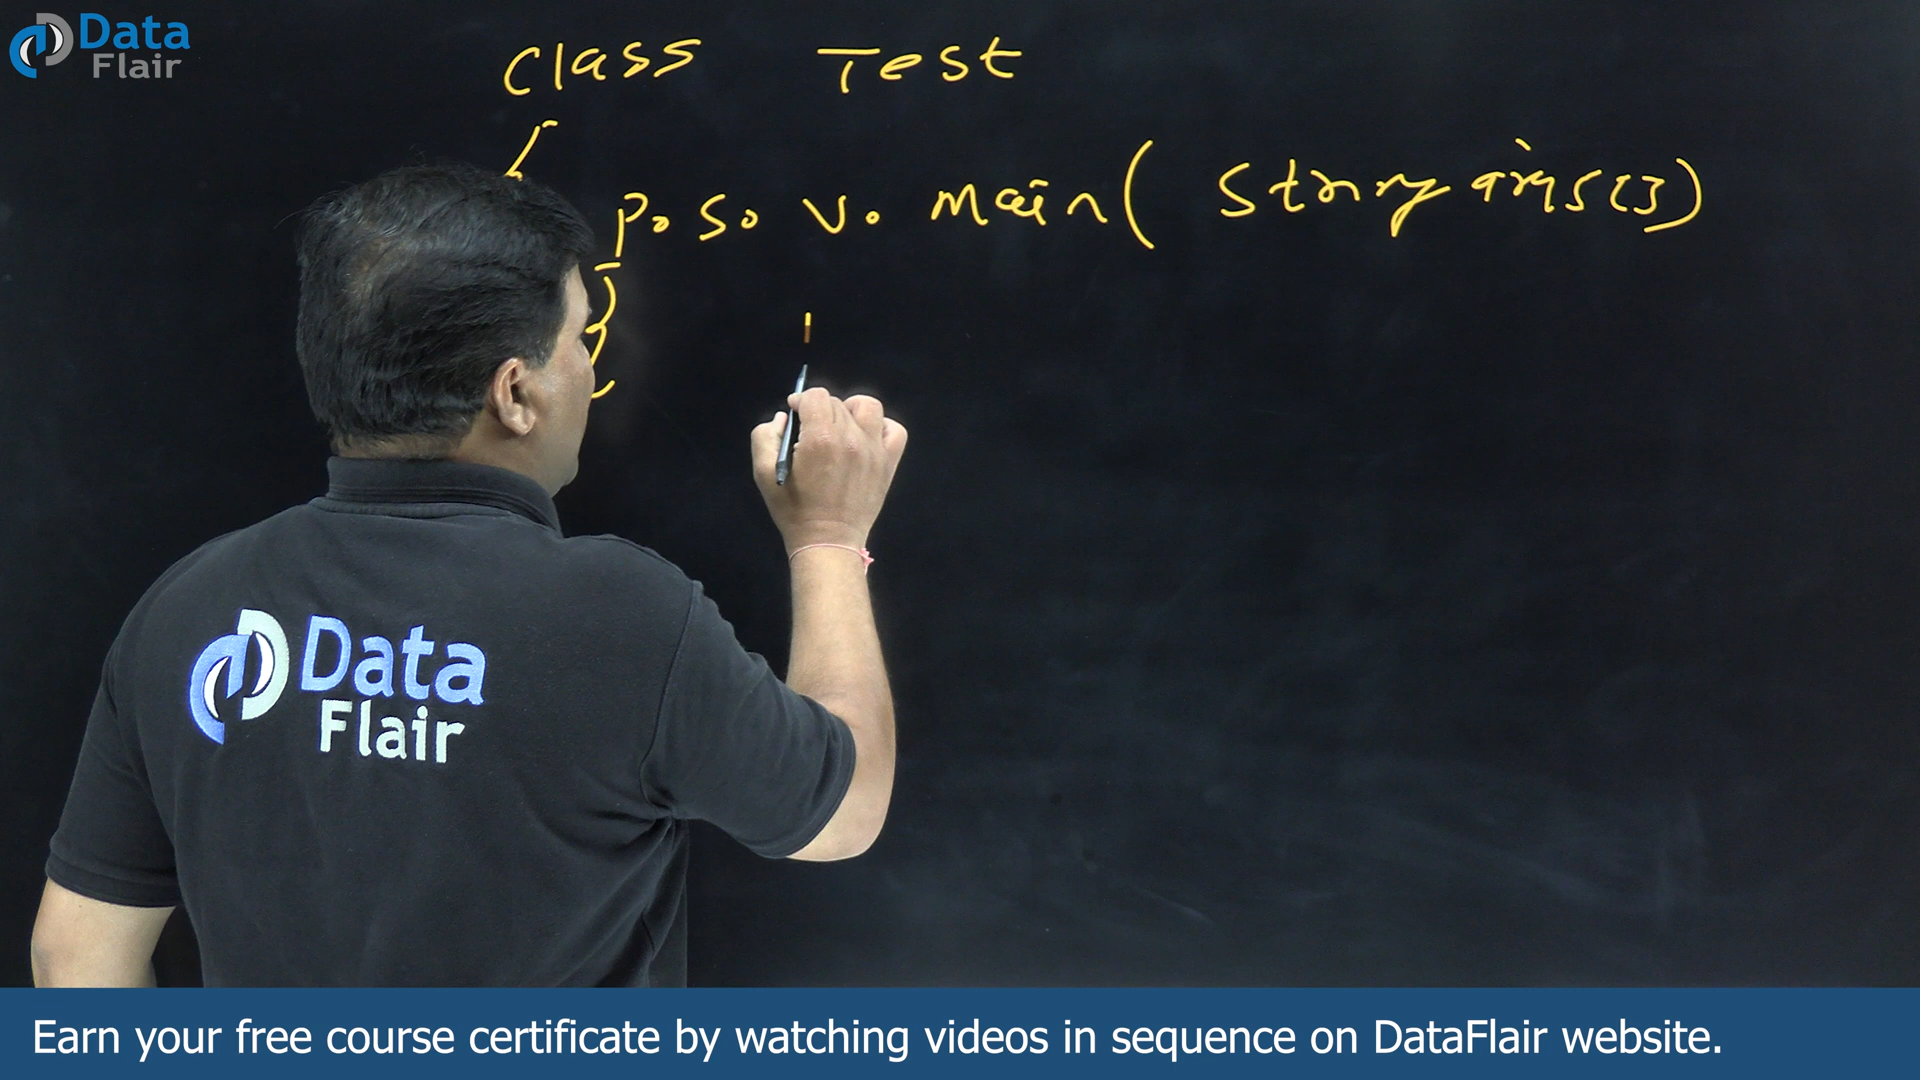 Data
Flair
Class Test
{
P. S. V. main( String args[])
{
Data
Flair
Earn your free course certificate by watching videos in sequence on DataFlair website.